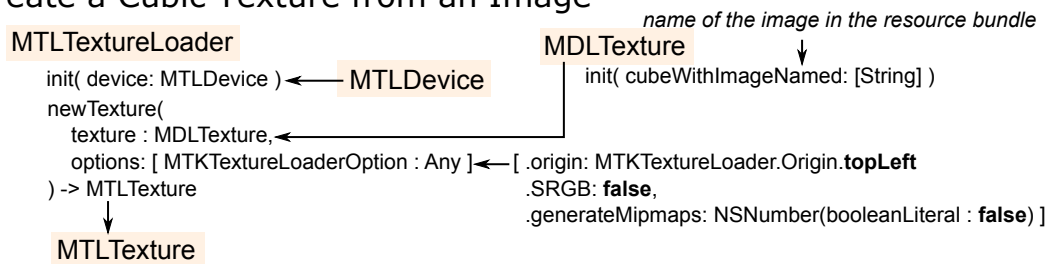 cate a Cubic Texture from an Image
name of the image in the resource bundle
MTLTextureLoader
MDLTexture
init( device: MTLDevice )
MTLDevice
init( cubeWithImageNamed: [String] )
newTexture(
texture : MDLTexture,
options: [ MTKTextureLoaderOption : Any ]
[ .origin: MTKTextureLoader.Origin.topLeft
) -> MTLTexture
.SRGB: false,
.generateMipmaps: NSNumber(booleanLiteral : false) ]
MTLTexture